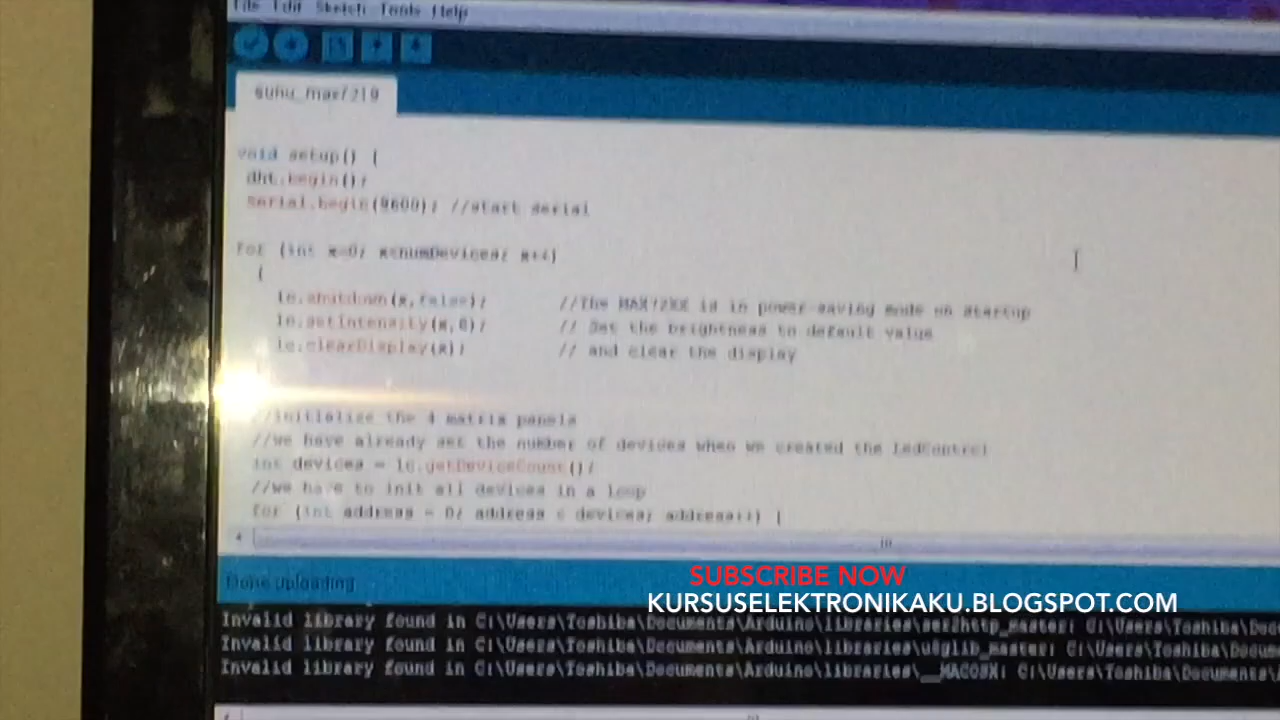 File Edit Sketch Tools Help
suhu_max7219
void setup() {
dht.begin();
Serial.begin(9600); //start serial
for (int x=0; x<numDevices; x++)
{
lc.shutdown(x,false); //The MAX72XX is in power-saving mode on startup
lc.setIntensity(x,8); // Set the brightness to default value
lc.clearDisplay(x); // and clear the display
//initialize the 4 matrix panels
//we have already set the number of devices when we created the LedControl
int devices = lc.getDeviceCount();
//we have to init all devices in a loop
for (int address = 0; address < devices; address++) {
Done uploading
SUBSCRIBE NOW
KURSUSELEKTRONIKAKU.BLOGSPOT.COM
Invalid library found in C:\Users\Toshiba\Documents\Arduino\libraries\ser2http_master: C:\Users\Toshiba\
Invalid library found in C:\Users\Toshiba\Documents\Arduino\libraries\u8glib_master: C:\Users\Toshiba\
Invalid library found in C:\Users\Toshiba\Documents\Arduino\libraries\__MACOSX: C:\Users\Toshiba\Documents\